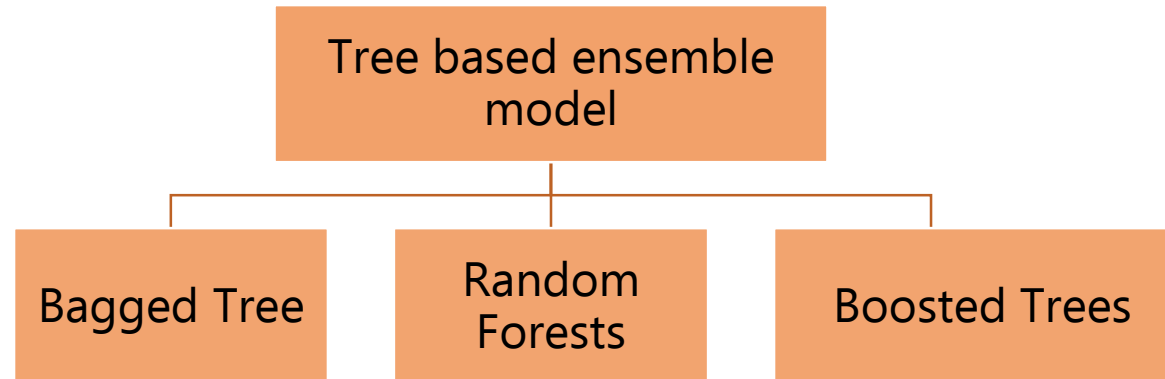 Tree based ensemble
model
Bagged Tree
Random
Forests
Boosted Trees